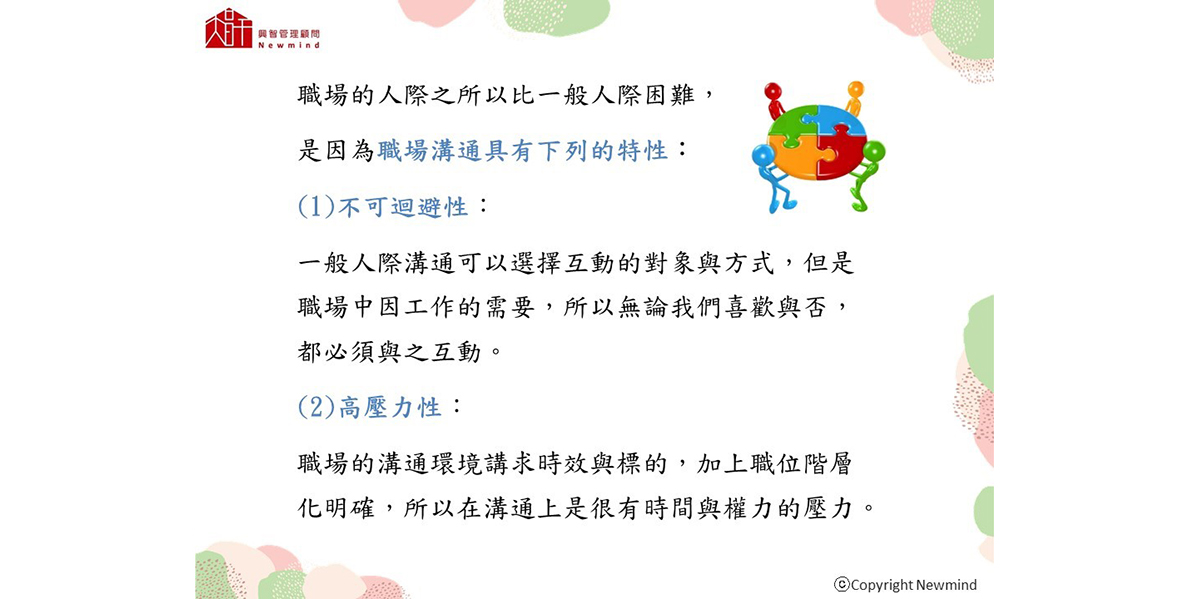 興智管理顧問
Newmind
職場的人際之所以比一般人際困難，
是因為職場溝通具有下列的特性：
(1)不可迴避性：
一般人際溝通可以選擇互動的對象與方式，但是
職場中因工作的需要，所以無論我們喜歡與否，
都必須與之互動。
(2)高壓力性：
職場的溝通環境講求時效與標的，加上職位階層
化明確，所以在溝通上是很有時間與權力的壓力。
ⓒCopyright Newmind